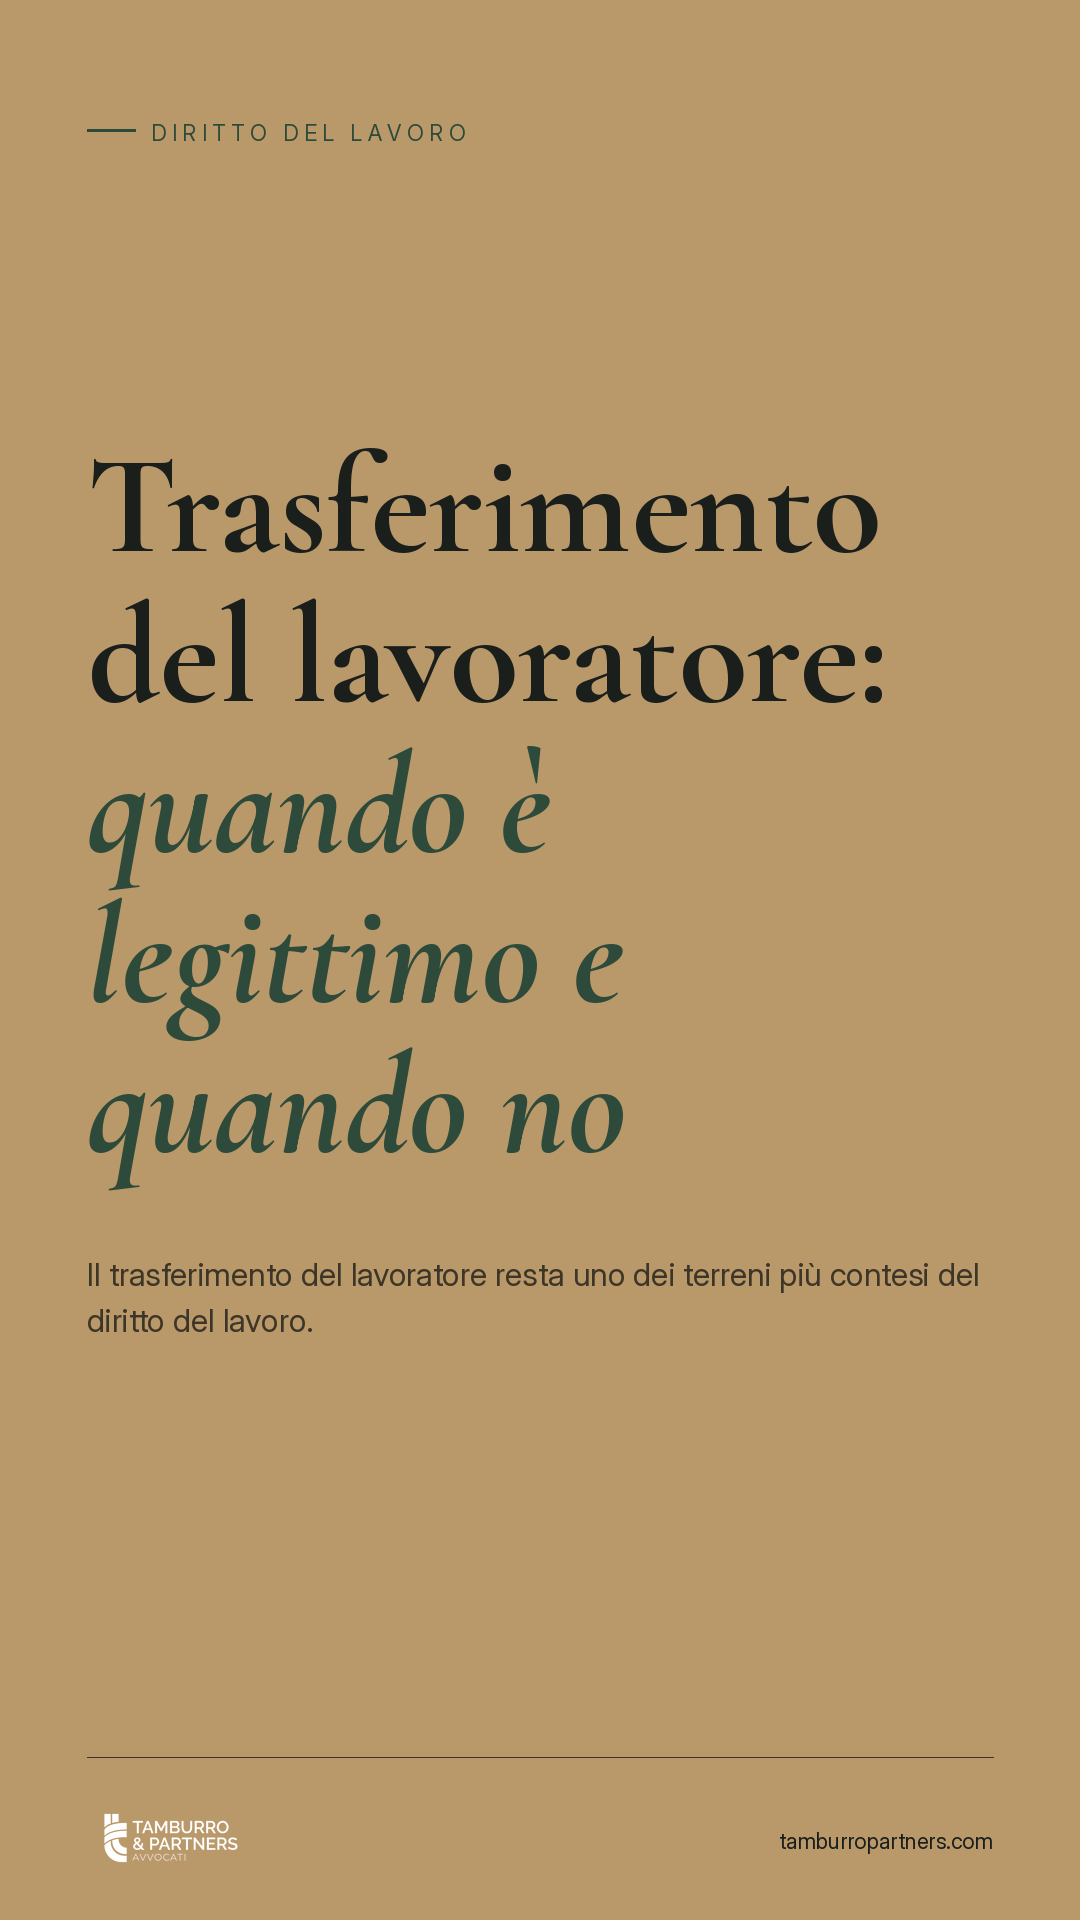 DIRITTO DEL LAVORO
Trasferimento
del lavoratore:
quando è
legittimo e
quando no
Il trasferimento del lavoratore resta uno dei terreni più contesi del
diritto del lavoro.
TAMBURRO
& PARTNERS
AVVOCATI
tamburropartners.com